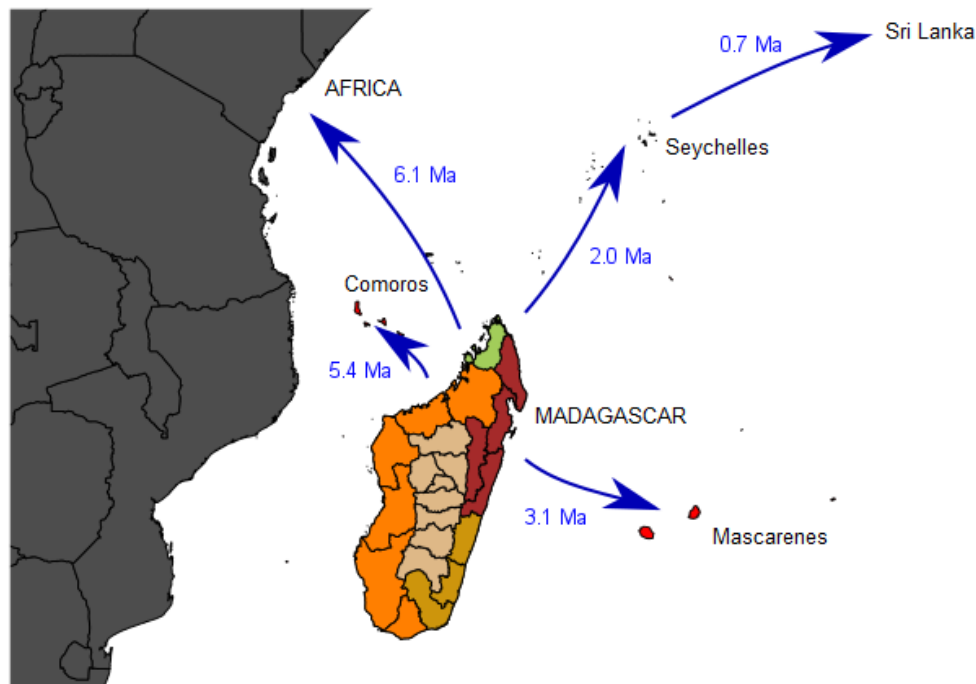 Sri Lanka
0.7 Ma
AFRICA
Seychelles
6.1 Ma
2.0 Ma
Comoros
5.4 Ma
MADAGASCAR
3.1 Ma
Mascarenes